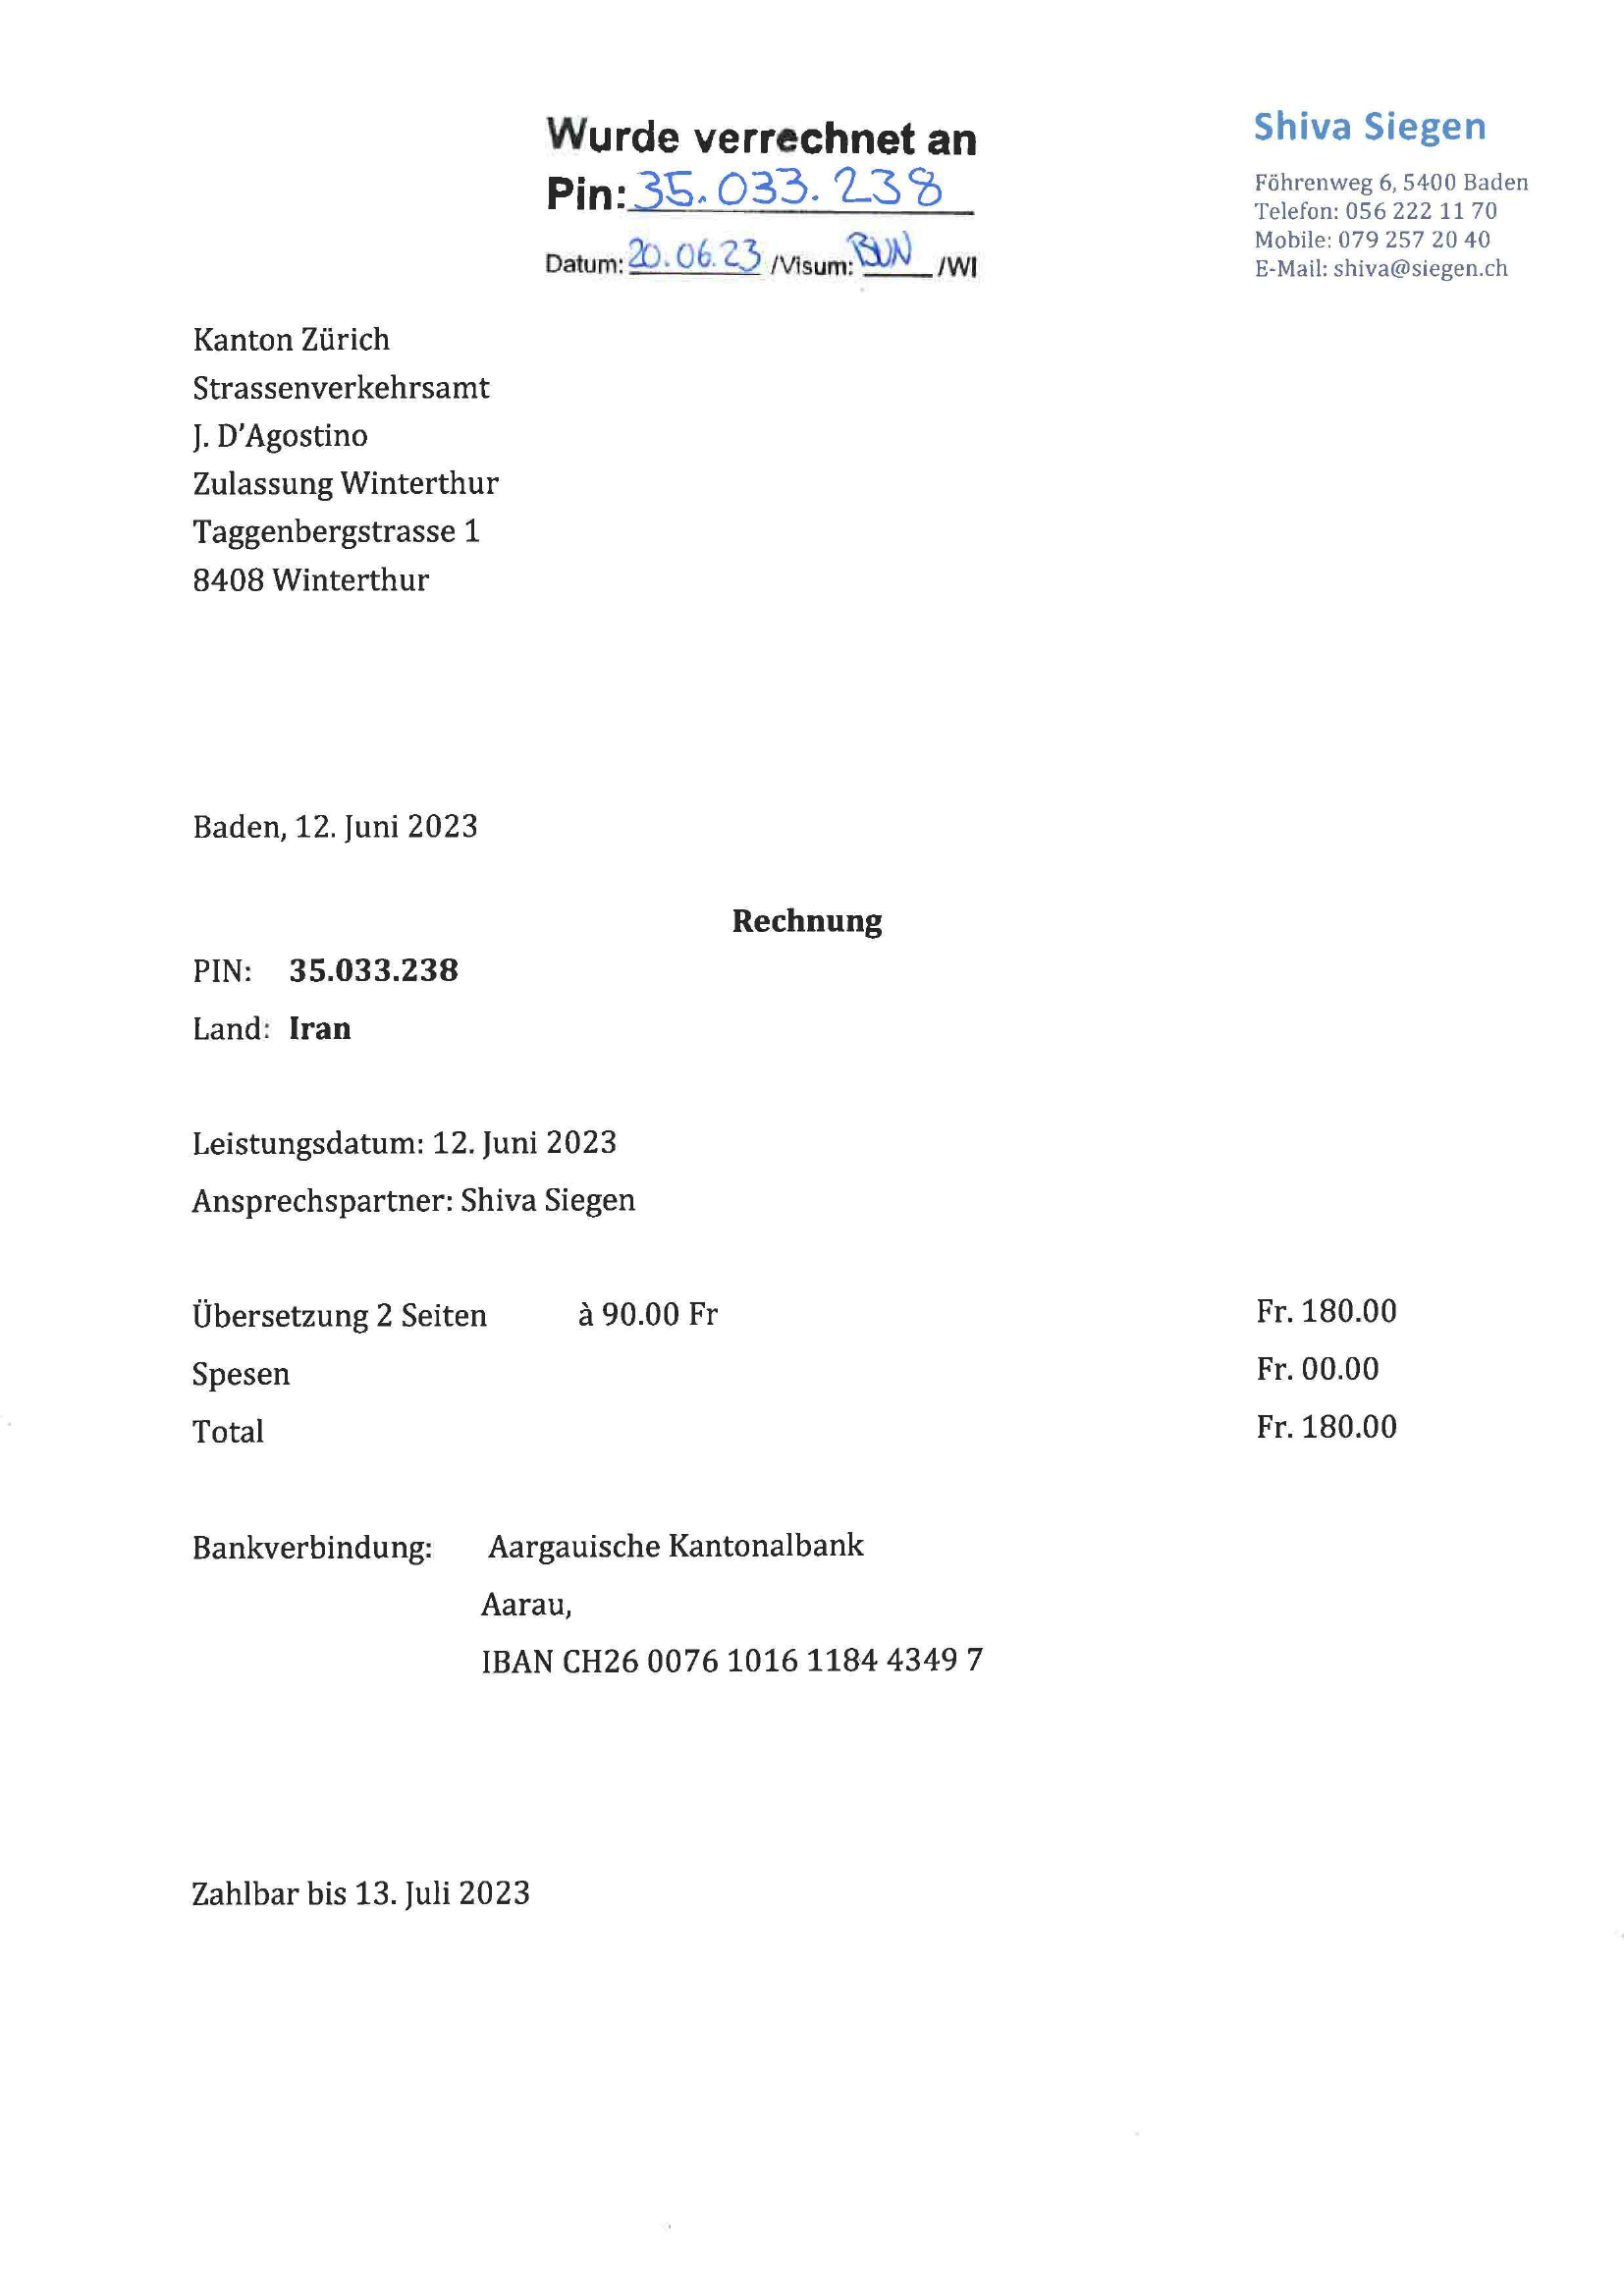 Wurde verrechnet an
Pin: 35.033.238
Datum: 20.06.23 /Visum: BUN /WI
Shiva Siegen
Föhrenweg 6, 5400 Baden
Telefon: 056 222 11 70
Mobile: 079 257 20 40
E-Mail: shiva@siegen.ch
Kanton Zürich
Strassenverkehrsamt
J. D'Agostino
Zulassung Winterthur
Taggenbergstrasse 1
8408 Winterthur
Baden, 12. Juni 2023
Rechnung
PIN: 35.033.238
Land: Iran
Leistungsdatum: 12. Juni 2023
Ansprechspartner: Shiva Siegen
Übersetzung 2 Seiten à 90.00 Fr Fr. 180.00
Spesen Fr. 00.00
Total Fr. 180.00
Bankverbindung: Aargauische Kantonalbank
Aarau,
IBAN CH26 0076 1016 1184 4349 7
Zahlbar bis 13. Juli 2023